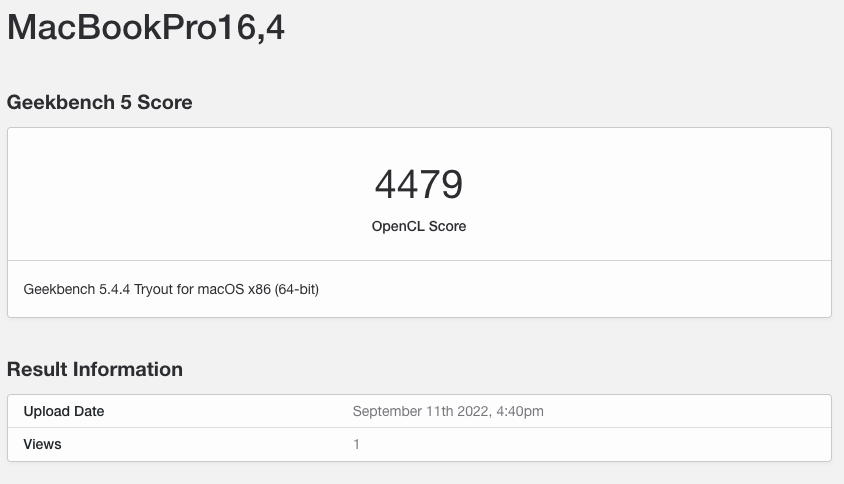 MacBookPro16,4
Geekbench 5 Score
4479
OpenCL Score
Geekbench 5.4.4 Tryout for macOS x86 (64-bit)
Result Information
Upload Date September 11th 2022, 4:40pm
Views 1